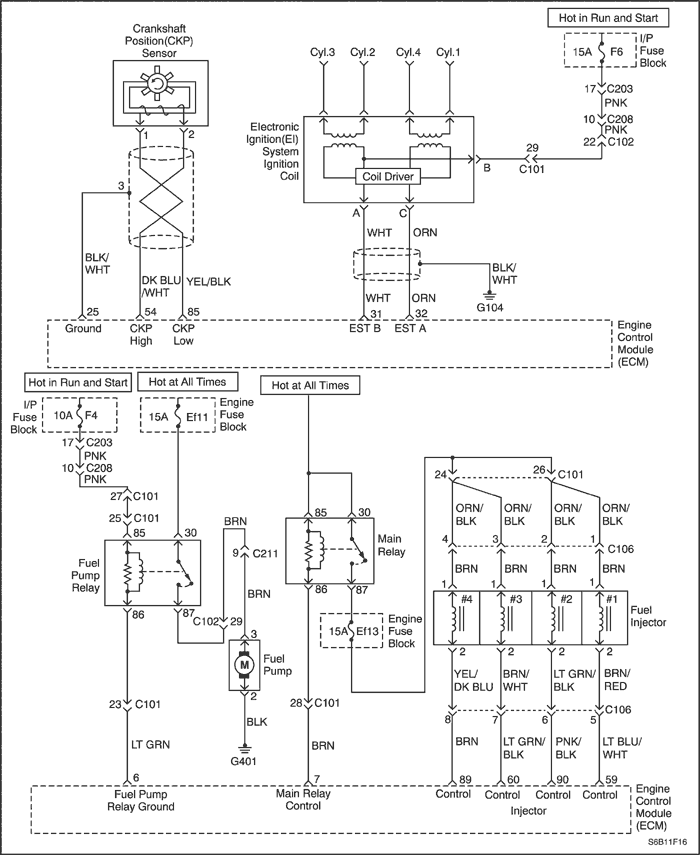 Hot in Run and Start
Crankshaft
Position(CKP)
Sensor
Cyl.3 Cyl.2 Cyl.4 Cyl.1
15A F6
I/P
Fuse
Block
17 C203
PNK
10 C208
PNK
22 C102
1 2
Electronic
Ignition(EI)
System
Ignition
Coil
Coil Driver
B
29
C101
3
A C
WHT ORN
BLK/
WHT
DK BLU
/WHT
YEL/BLK
WHT ORN
BLK/
WHT
G104
25 54 85 31 32
Ground
CKP
High
CKP
Low
EST B EST A
Engine
Control
Module
(ECM)
Hot in Run and Start
Hot at All Times
Hot at All Times
I/P
Fuse
Block
10A F4
15A Ef11
Engine
Fuse
Block
17 C203
PNK
10 C208
PNK
27 C101
25 C101
85 30
Fuel
Pump
Relay
86 87
BRN
9 C211
BRN
C102 29
3
M
Fuel
Pump
2
BLK
G401
23 C101
LT GRN
85 30
Main
Relay
86 87
15A Ef13
Engine
Fuse
Block
28 C101
BRN
24 26 C101
ORN/
BLK
ORN/
BLK
ORN/
BLK
ORN/
BLK
4 3 2 1 C106
BRN BRN BRN BRN
1 1 1 1
#4 #3 #2 #1
Fuel
Injector
2 2 2 2
YEL/
DK BLU
BRN/
WHT
LT GRN/
BLK
BRN/
RED
C106
8 7 6 5
BRN
LT GRN/
BLK
PNK/
BLK
LT BLU/
WHT
6 7 89 60 90 59
Fuel Pump
Relay Ground
Main Relay
Control
Control Control Control Control
Injector
Engine
Control
Module
(ECM)
S6B11F16